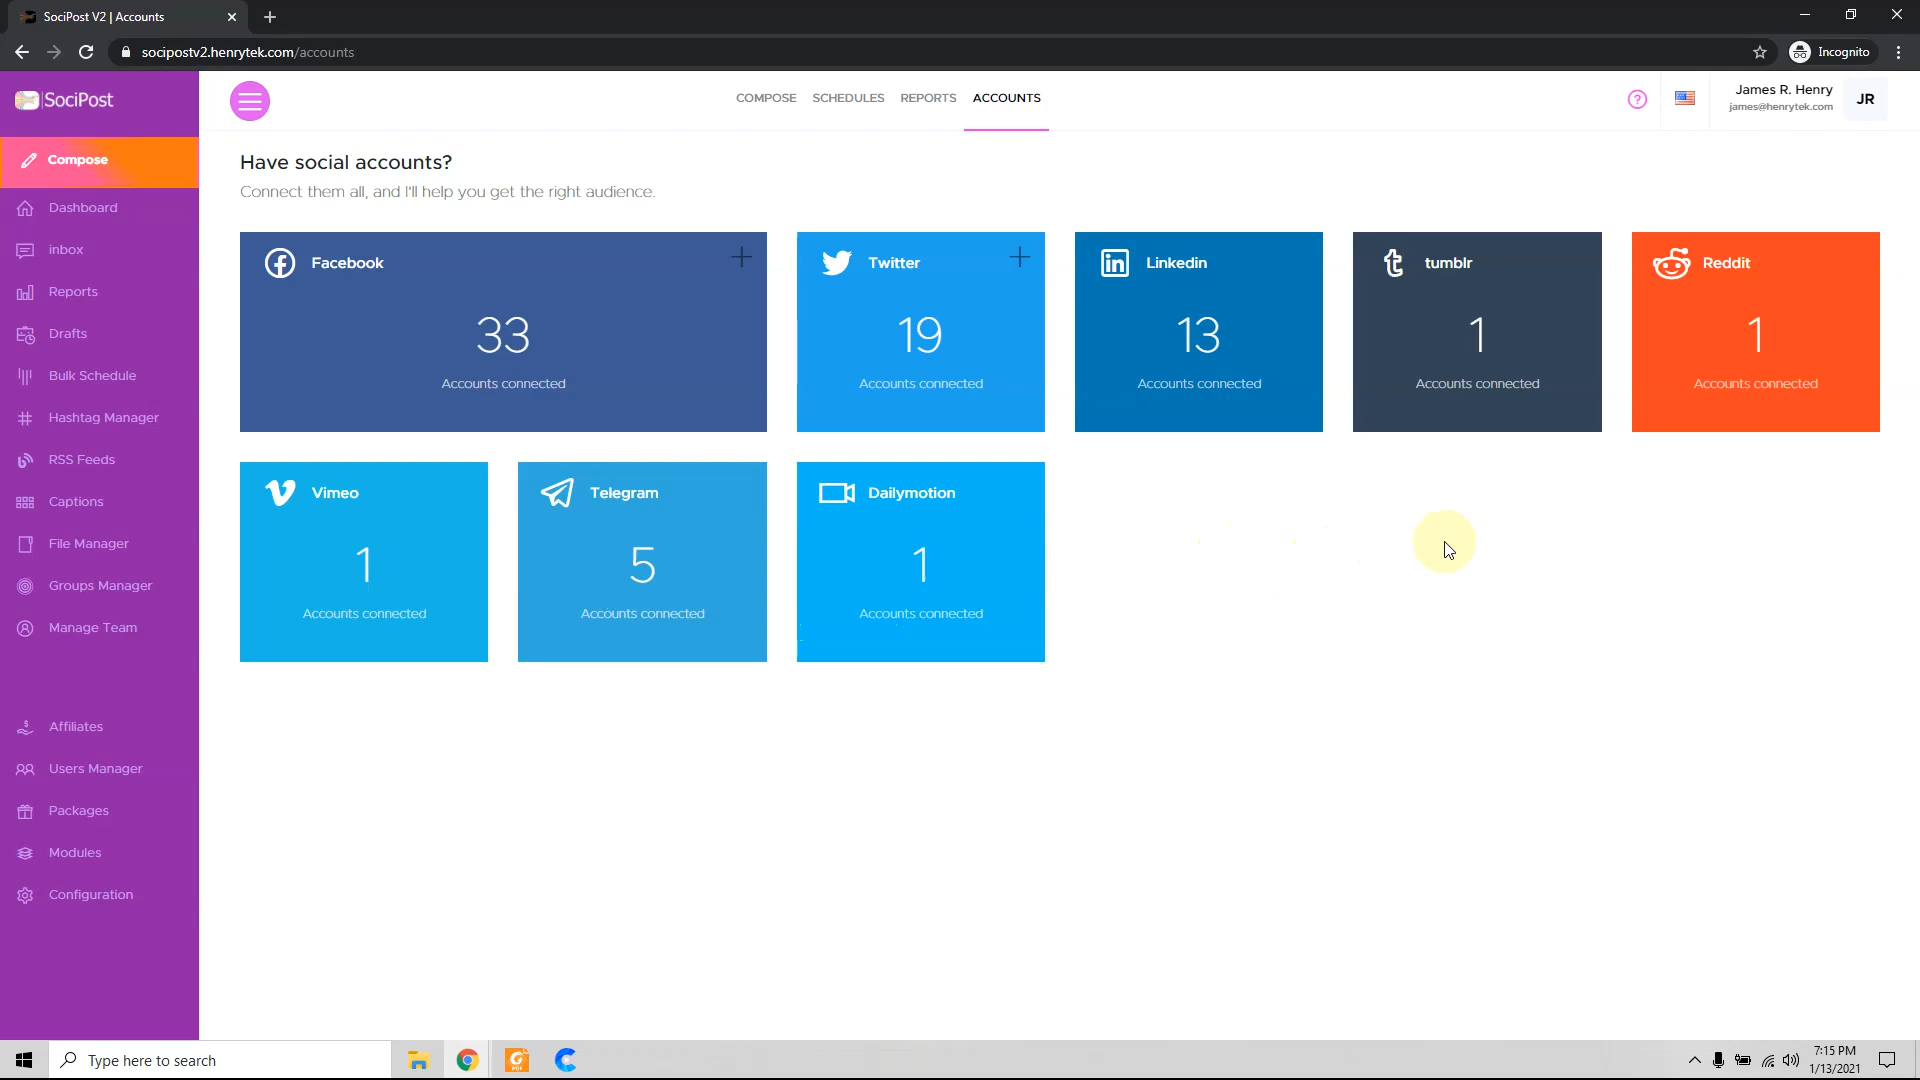 SociPost V2 | Accounts
socipostv2.henrytek.com/accounts
Incognito
SociPost
COMPOSE SCHEDULES REPORTS ACCOUNTS
James R. Henry
james@henrytek.com
JR
Compose
Dashboard
inbox
Reports
Drafts
Bulk Schedule
Hashtag Manager
RSS Feeds
Captions
File Manager
Groups Manager
Manage Team
Affiliates
Users Manager
Packages
Modules
Configuration
Have social accounts?
Connect them all, and I'll help you get the right audience.
Facebook
33
Accounts connected
Twitter
19
Accounts connected
Linkedin
13
Accounts connected
tumblr
1
Accounts connected
Reddit
1
Accounts connected
Vimeo
1
Accounts connected
Telegram
5
Accounts connected
Dailymotion
1
Accounts connected
Type here to search
7:15 PM
1/13/2021